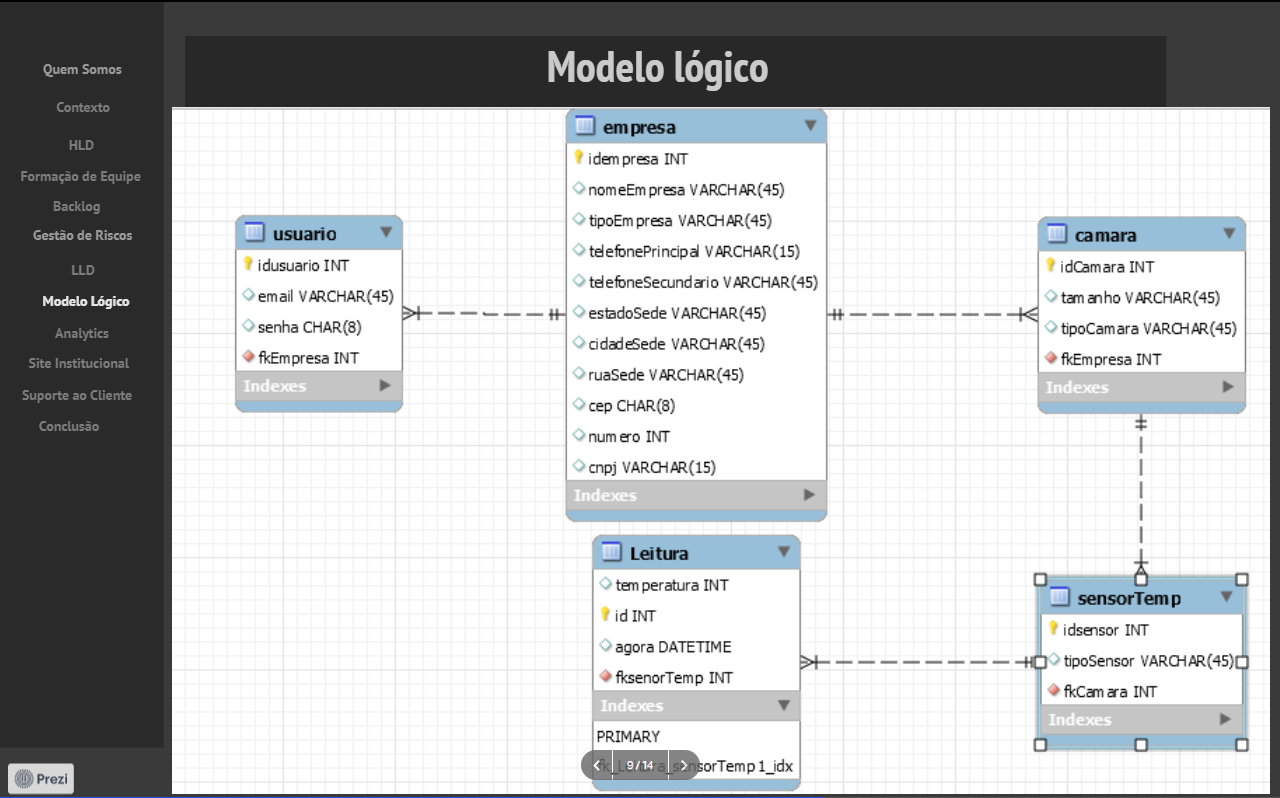 Modelo lógico
Quem Somos
Contexto
HLD
Formação de Equipe
Backlog
Gestão de Riscos
LLD
Modelo Lógico
Analytics
Site Institucional
Suporte ao Cliente
Conclusão
Prezi
usuario
idusuario INT
email VARCHAR(45)
senha CHAR(8)
fkEmpresa INT
Indexes
empresa
idempresa INT
nomeEmpresa VARCHAR(45)
tipoEmpresa VARCHAR(45)
telefonePrincipal VARCHAR(15)
telefoneSecundario VARCHAR(45)
estadoSede VARCHAR(45)
cidadeSede VARCHAR(45)
ruaSede VARCHAR(45)
cep CHAR(8)
numero INT
cnpj VARCHAR(15)
Indexes
camara
idCamara INT
tamanho VARCHAR(45)
tipoCamara VARCHAR(45)
fkEmpresa INT
Indexes
Leitura
temperatura INT
id INT
agora DATETIME
fksenorTemp INT
Indexes
PRIMARY
fk_Leitura_sensorTemp1_idx
9/14
sensorTemp
idsensor INT
tipoSensor VARCHAR(45)
fkCamara INT
Indexes